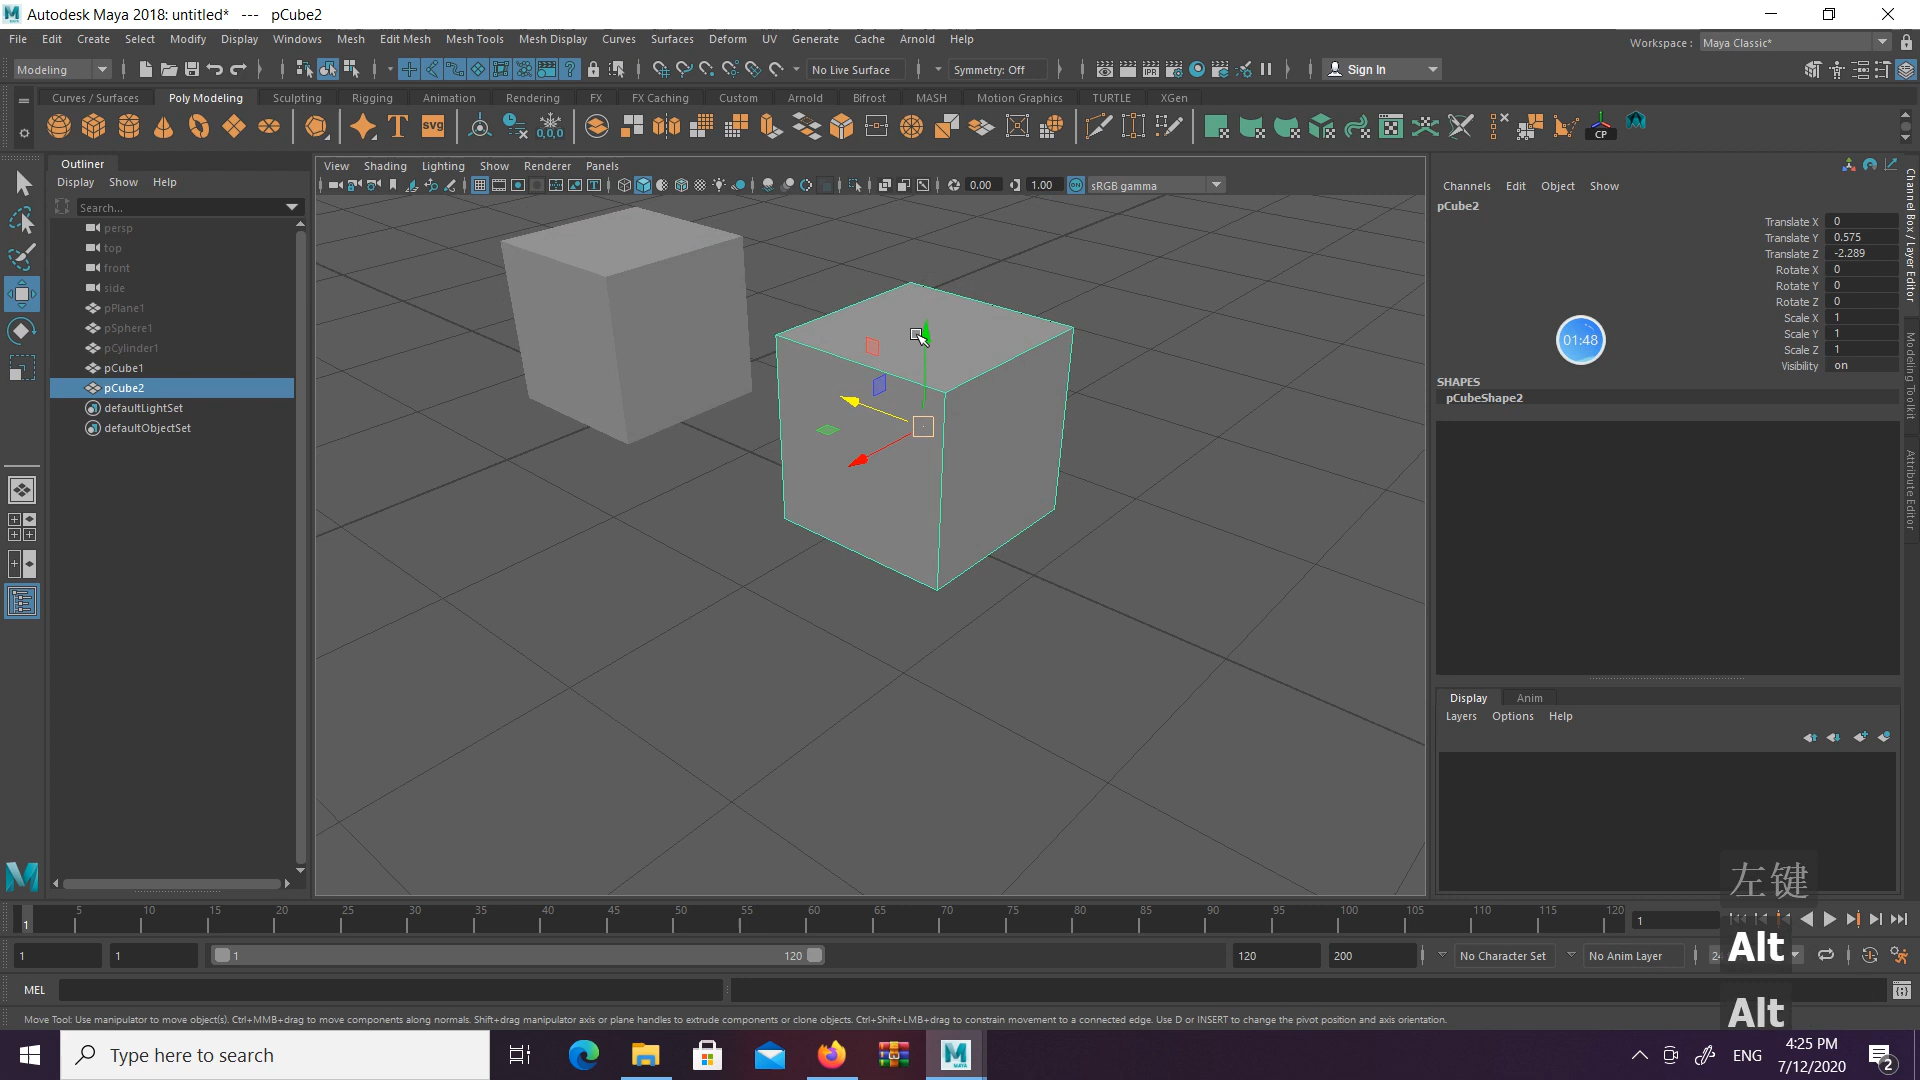 Autodesk Maya 2018: untitled*   ---   pCube2
File Edit Create Select Modify Display Windows Mesh Edit Mesh Mesh Tools Mesh Display Curves Surfaces Deform UV Generate Cache Arnold Help
Workspace : Maya Classic*
Modeling No Live Surface Symmetry: Off Sign In
Curves / Surfaces Poly Modeling Sculpting Rigging Animation Rendering FX FX Caching Custom Arnold Bifrost MASH Motion Graphics TURTLE XGen
Outliner
Display Show Help
Search...
persp
top
front
side
pPlane1
pSphere1
pCylinder1
pCube1
pCube2
defaultLightSet
defaultObjectSet
View Shading Lighting Show Renderer Panels
0.00 1.00 sRGB gamma
Channels Edit Object Show
pCube2
Translate X 0
Translate Y 0.575
Translate Z -2.289
Rotate X 0
Rotate Y 0
Rotate Z 0
Scale X 1
Scale Y 1
Scale Z 1
Visibility on
01:48
SHAPES
pCubeShape2
Channel Box / Layer Editor
Modeling Toolkit
Attribute Editor
Display Anim
Layers Options Help
左键
Alt
Alt
1 5 10 15 20 25 30 35 40 45 50 55 60 65 70 75 80 85 90 95 100 105 110 115 120 1
1 1 1 120 120 200 No Character Set No Anim Layer
MEL
Move Tool: Use manipulator to move object(s). Ctrl+MMB+drag to move components along normals. Shift+drag manipulator axis or plane handles to extrude components or clone objects. Ctrl+Shift+LMB+drag to constrain movement to a connected edge. Use D or INSERT to change the pivot position and axis orientation.
Type here to search
ENG
4:25 PM
7/12/2020
2